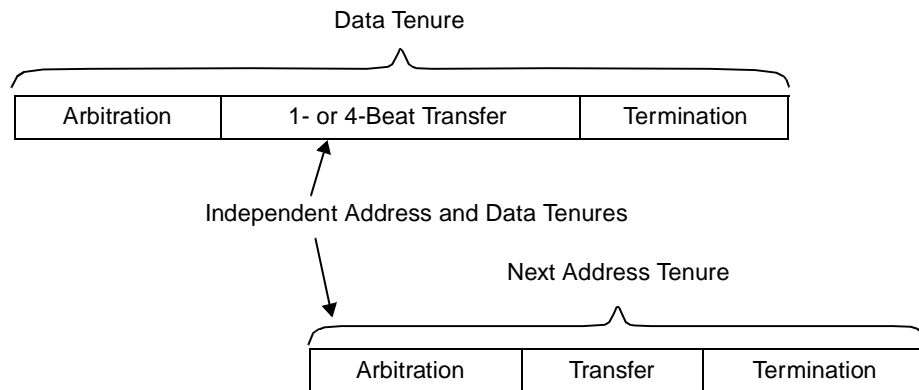 Data Tenure
Arbitration 1- or 4-Beat Transfer Termination
Independent Address and Data Tenures
Next Address Tenure
Arbitration Transfer Termination